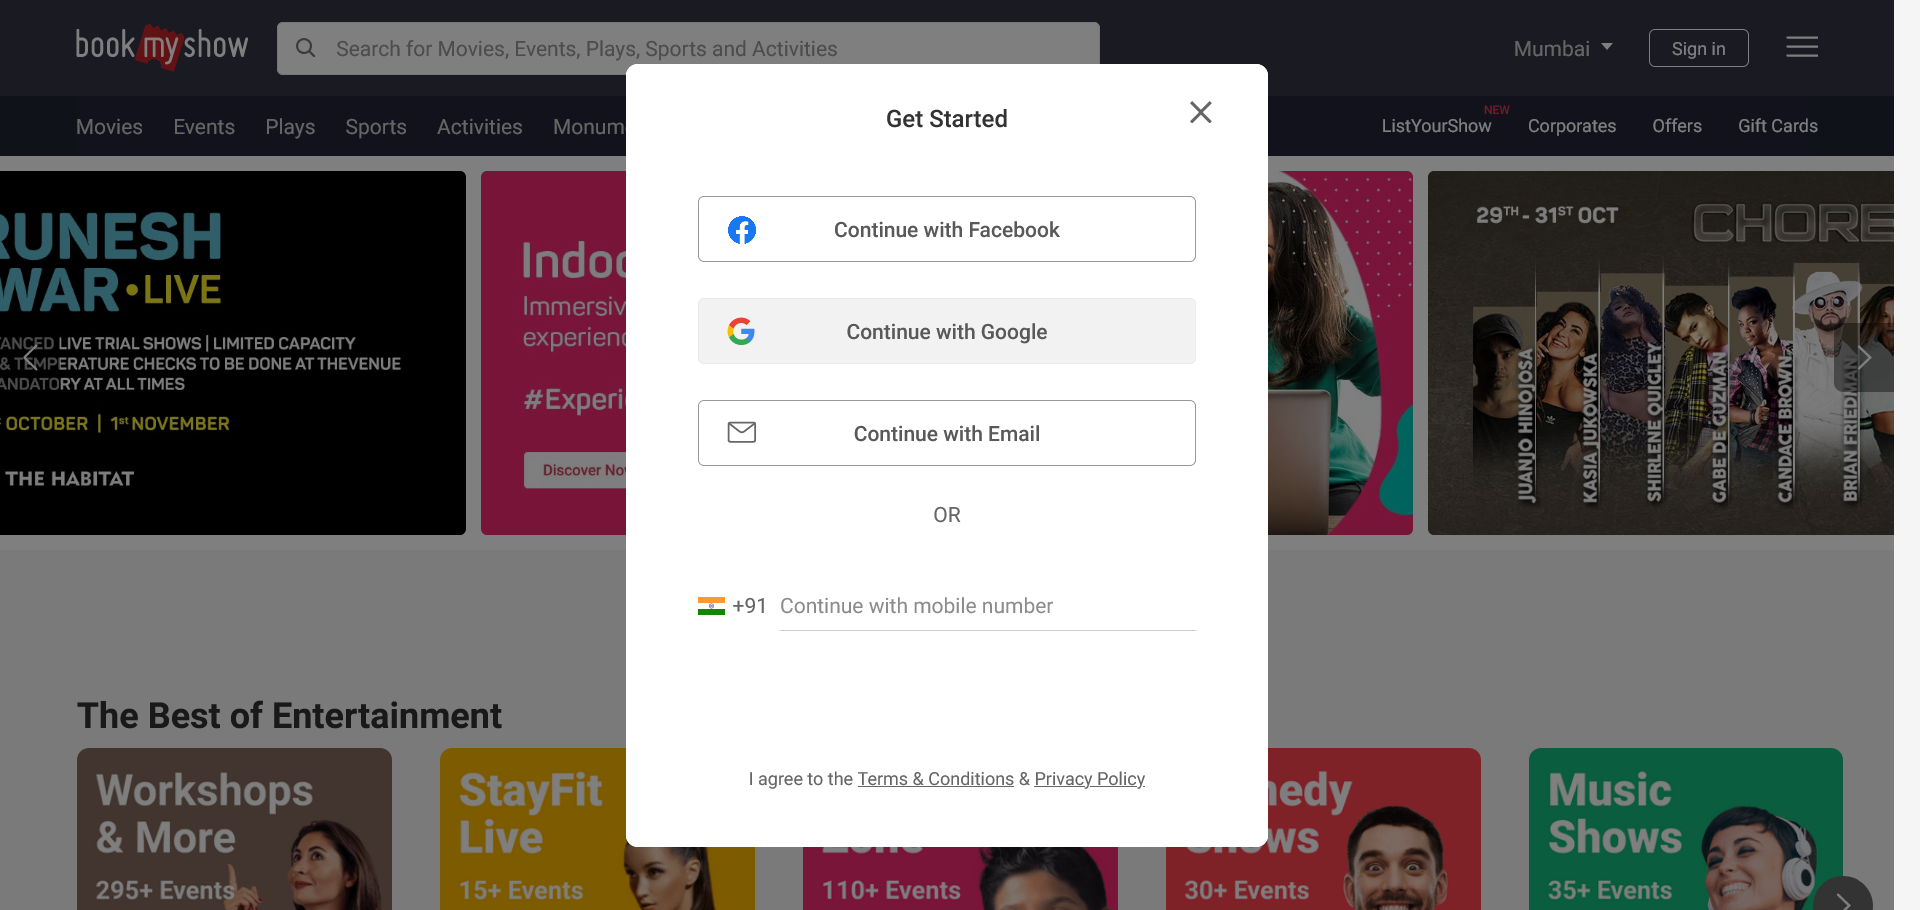 book my show
Search for Movies, Events, Plays, Sports and Activities
Mumbai
Sign in
Movies
Events
Plays
Sports
Activities
Monum
ListYourShow
NEW
Corporates
Offers
Gift Cards
Get Started
Continue with Facebook
Continue with Google
Continue with Email
OR
+91
Continue with mobile number
I agree to the Terms & Conditions & Privacy Policy
RUNESH
WAR • LIVE
ANCED LIVE TRIAL SHOWS | LIMITED CAPACITY
& TEMPERATURE CHECKS TO BE DONE AT THEVENUE
ANDATORY AT ALL TIMES
OCTOBER | 1st NOVEMBER
THE HABITAT
Indoo
Immersiv
experienc
#Experi
Discover Now
29TH - 31ST OCT
CHORE
JUANJO HINOJOSA
KASIA JUKOWSKA
SHIRLENE QUIGLEY
GABE DE GUZMAN
CANDACE BROWN
BRIAN FRIEDMAN
The Best of Entertainment
Workshops
& More
295+ Events
StayFit
Live
15+ Events
Zone
110+ Events
medy
Shows
30+ Events
Music
Shows
35+ Events